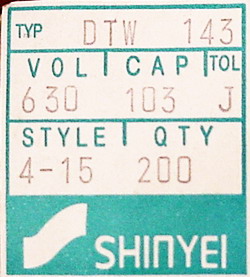 TYP DTW 143
VOL CAP TOL
630 103 J
STYLE QTY
4-15 200
SHINYEI